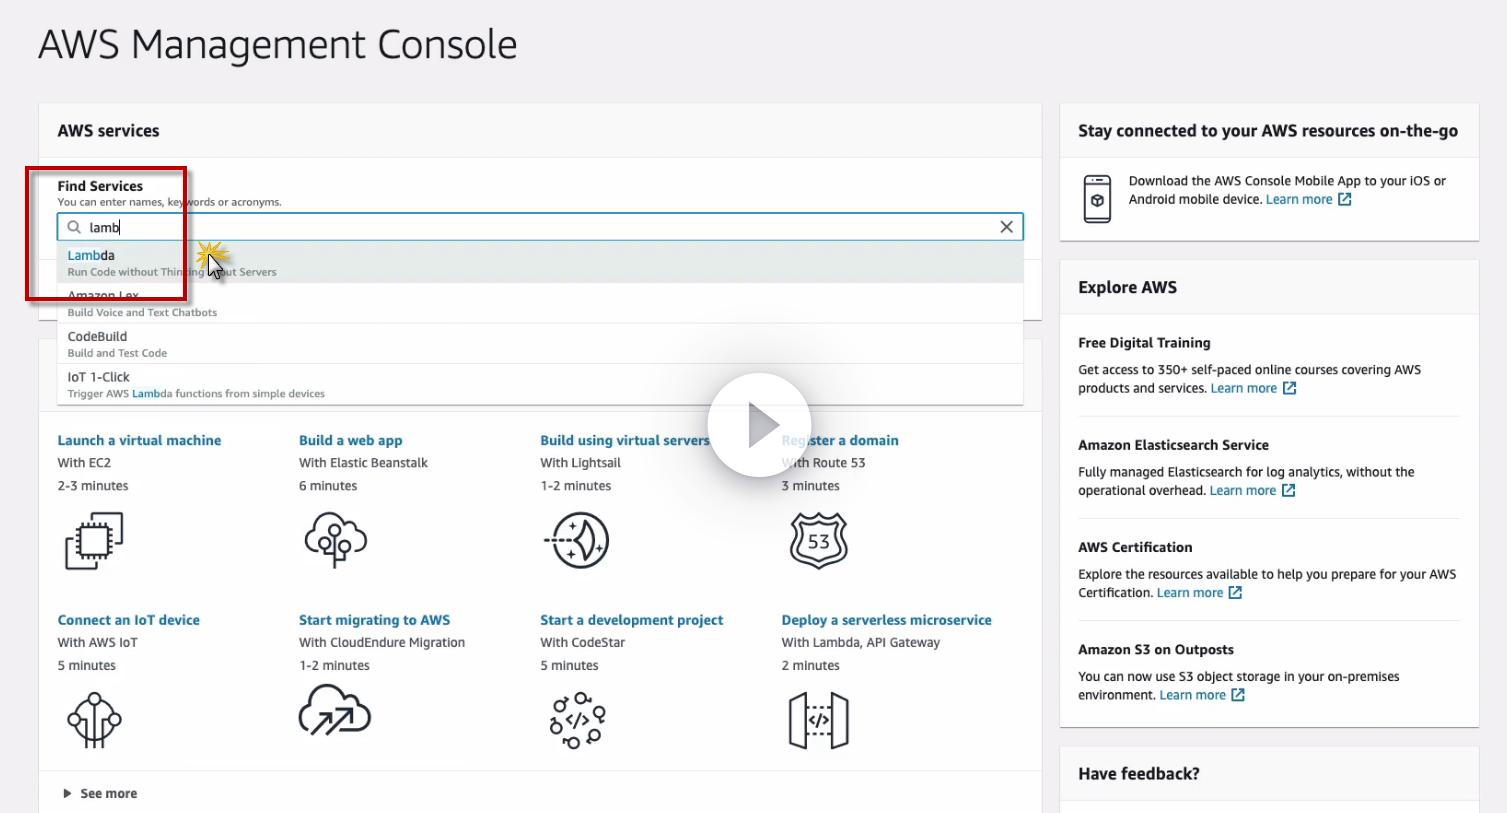 AWS Management Console
AWS services
Find Services
You can enter names, keywords or acronyms.
lamb
Lambda
Run Code without Thinking out Servers
Amazon Lex
Build Voice and Text Chatbots
CodeBuild
Build and Test Code
IoT 1-Click
Trigger AWS Lambda functions from simple devices
Launch a virtual machine
With EC2
2-3 minutes
Build a web app
With Elastic Beanstalk
6 minutes
Build using virtual servers
With Lightsail
1-2 minutes
Register a domain
With Route 53
3 minutes
53
Connect an IoT device
With AWS IoT
5 minutes
Start migrating to AWS
With CloudEndure Migration
1-2 minutes
Start a development project
With CodeStar
5 minutes
</>
Deploy a serverless microservice
With Lambda, API Gateway
2 minutes
</>
See more
Stay connected to your AWS resources on-the-go
Download the AWS Console Mobile App to your iOS or
Android mobile device. Learn more
Explore AWS
Free Digital Training
Get access to 350+ self-paced online courses covering AWS
products and services. Learn more
Amazon Elasticsearch Service
Fully managed Elasticsearch for log analytics, without the
operational overhead. Learn more
AWS Certification
Explore the resources available to help you prepare for your AWS
Certification. Learn more
Amazon S3 on Outposts
You can now use S3 object storage in your on-premises
environment. Learn more
Have feedback?